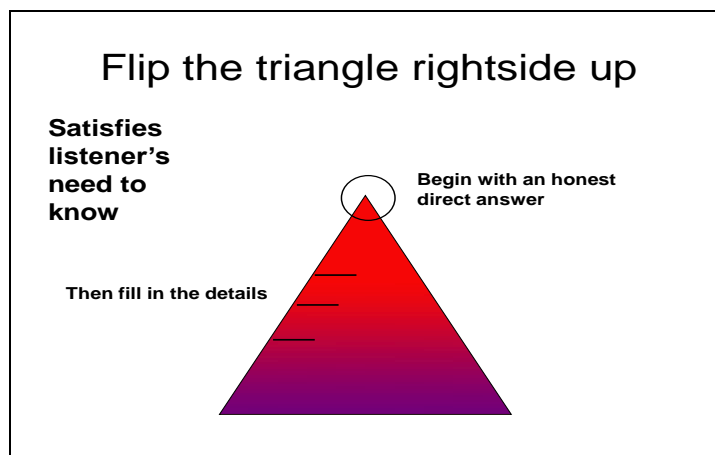 Flip the triangle rightside up
Satisfies
listener's
need to
know
Begin with an honest
direct answer
Then fill in the details